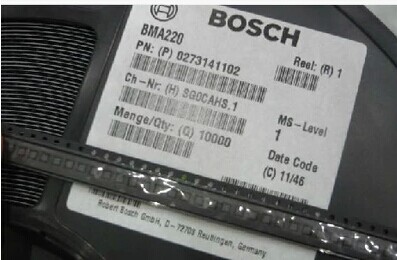 BOSCH
BMA220
PN: (P) 0273141102
Reel: (R) 1
Ch-Nr: (H) SG0CAHS.1
MS-Level
1
Menge/Qty: (Q) 10000
Date Code
(C) 11/46
Robert Bosch GmbH, D-72703 Reutlingen, Germany